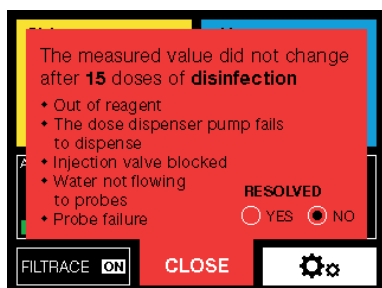 The measured value did not change
after 15 doses of disinfection
• Out of reagent
• The dose dispenser pump fails
to dispense
• Injection valve blocked
• Water not flowing
to probes
• Probe failure
RESOLVED
YES NO
FILTRACE ON
CLOSE